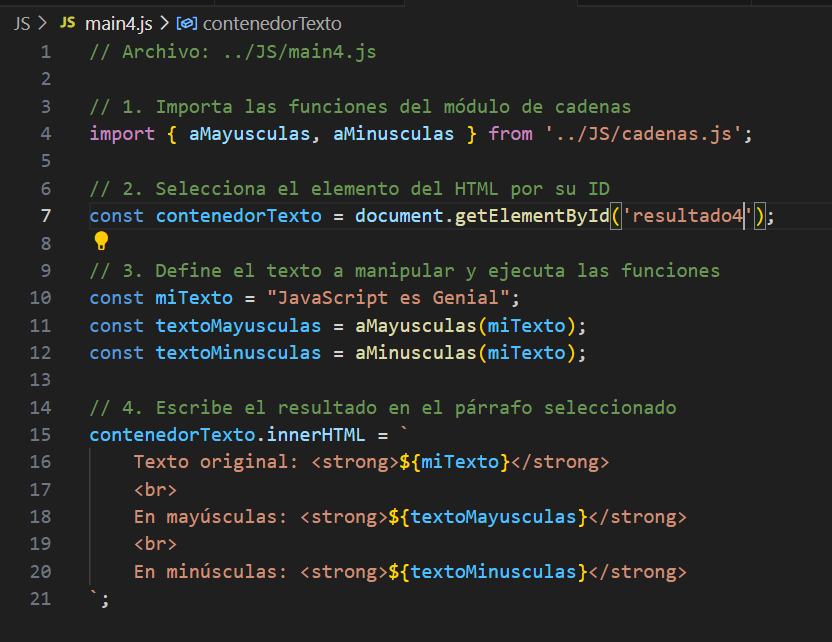 JS > JS main4.js > contenedorTexto
1 // Archivo: ../JS/main4.js
2
3 // 1. Importa las funciones del módulo de cadenas
4 import { aMayusculas, aMinusculas } from '../JS/cadenas.js';
5
6 // 2. Selecciona el elemento del HTML por su ID
7 const contenedorTexto = document.getElementById('resultado4');
8
9 // 3. Define el texto a manipular y ejecuta las funciones
10 const miTexto = "JavaScript es Genial";
11 const textoMayusculas = aMayusculas(miTexto);
12 const textoMinusculas = aMinusculas(miTexto);
13
14 // 4. Escribe el resultado en el párrafo seleccionado
15 contenedorTexto.innerHTML = `
16     Texto original: <strong>${miTexto}</strong>
17     <br>
18     En mayúsculas: <strong>${textoMayusculas}</strong>
19     <br>
20     En minúsculas: <strong>${textoMinusculas}</strong>
21 `;